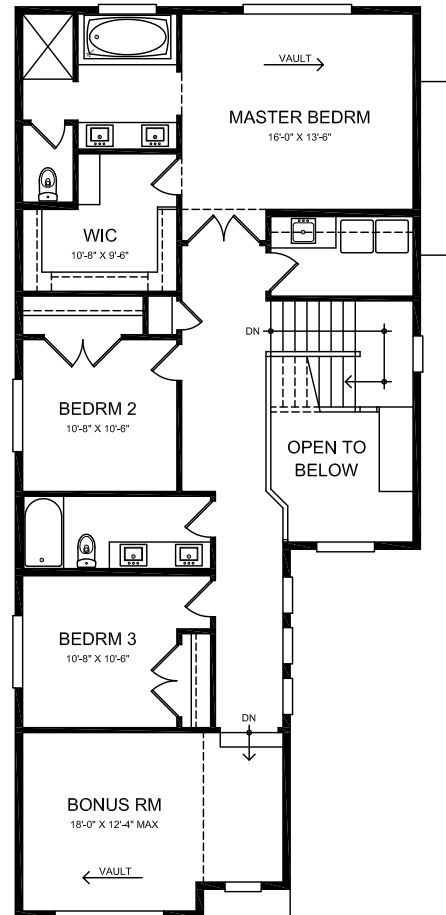 VAULT
MASTER BEDRM
16'-0" X 13'-6"
WIC
10'-8" X 9'-6"
DN
BEDRM 2
10'-8" X 10'-6"
OPEN TO
BELOW
BEDRM 3
10'-8" X 10'-6"
DN
BONUS RM
18'-0" X 12'-4" MAX
VAULT